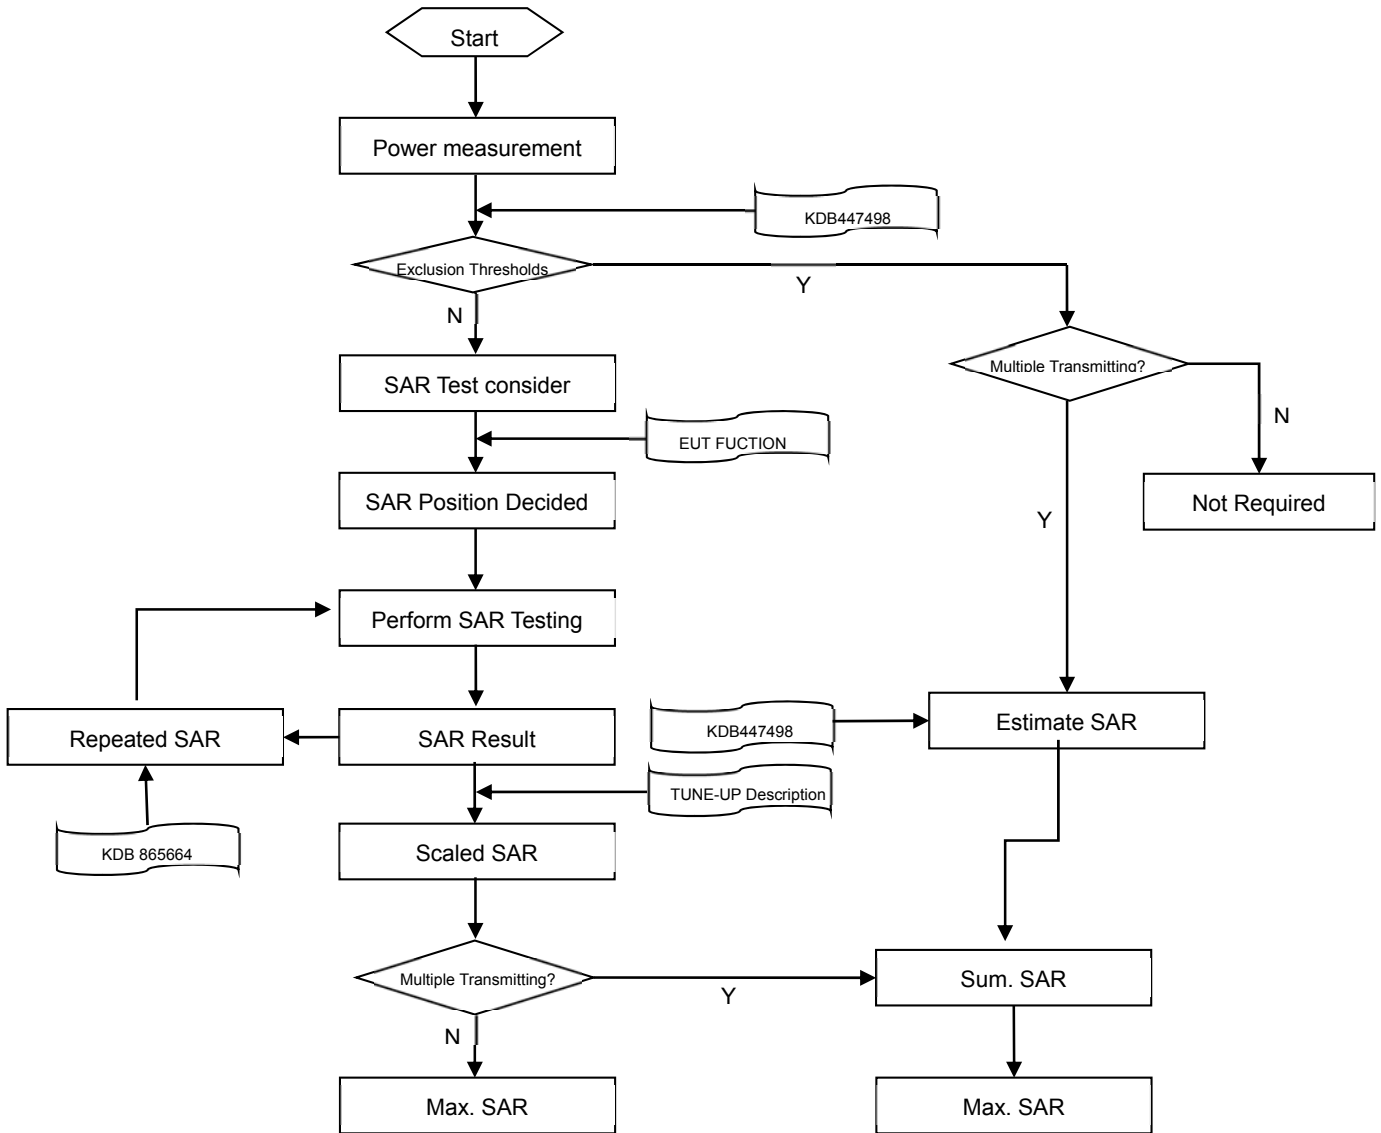 Start
Power measurement
KDB447498
Exclusion Thresholds
Y
N
Multiple Transmitting?
SAR Test consider
N
EUT FUCTION
SAR Position Decided
Not Required
Y
Perform SAR Testing
Repeated SAR
SAR Result
KDB447498
Estimate SAR
TUNE-UP Description
KDB 865664
Scaled SAR
Multiple Transmitting?
Y
Sum. SAR
N
Max. SAR
Max. SAR